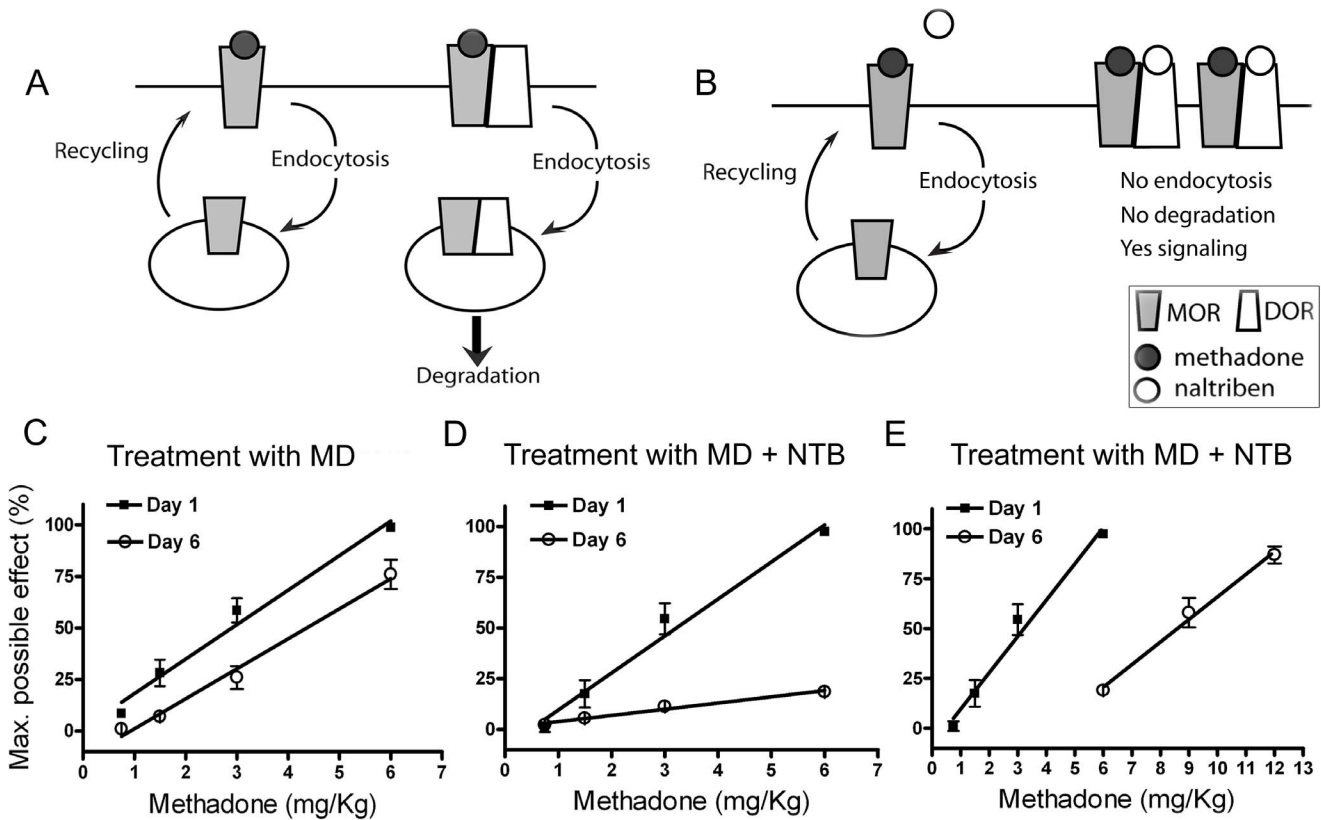 A
Recycling
Endocytosis
Endocytosis
Degradation
B
Recycling
Endocytosis
No endocytosis
No degradation
Yes signaling
MOR DOR
methadone
naltriben
C
Treatment with MD
Day 1
Day 6
Max. possible effect (%)
100
75
50
25
0
0 1 2 3 4 5 6 7
Methadone (mg/Kg)
D
Treatment with MD + NTB
Day 1
Day 6
100
75
50
25
0
0 1 2 3 4 5 6 7
Methadone (mg/Kg)
E
Treatment with MD + NTB
Day 1
Day 6
100
75
50
25
0
0 1 2 3 4 5 6 7 8 9 10 11 12 13
Methadone (mg/Kg)